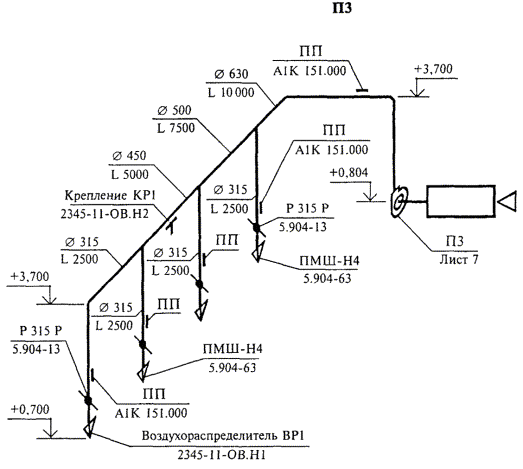 П3
ПП
А1К 151.000
+3,700
∅ 630
L 10 000
∅ 500
L 7500
ПП
А1К 151.000
∅ 450
L 5000
+0,804
∅ 315
L 2500
Крепление КР1
2345-11-ОВ.Н2
Р 315 Р
5.904-13
П3
Лист 7
∅ 315
L 2500
∅ 315
L 2500
ПП
ПМШ-Н4
5.904-63
+3,700
∅ 315
L 2500
ПП
Р 315 Р
5.904-13
ПМШ-Н4
5.904-63
ПП
А1К 151.000
+0,700
Воздухораспределитель ВР1
2345-11-ОВ.Н1